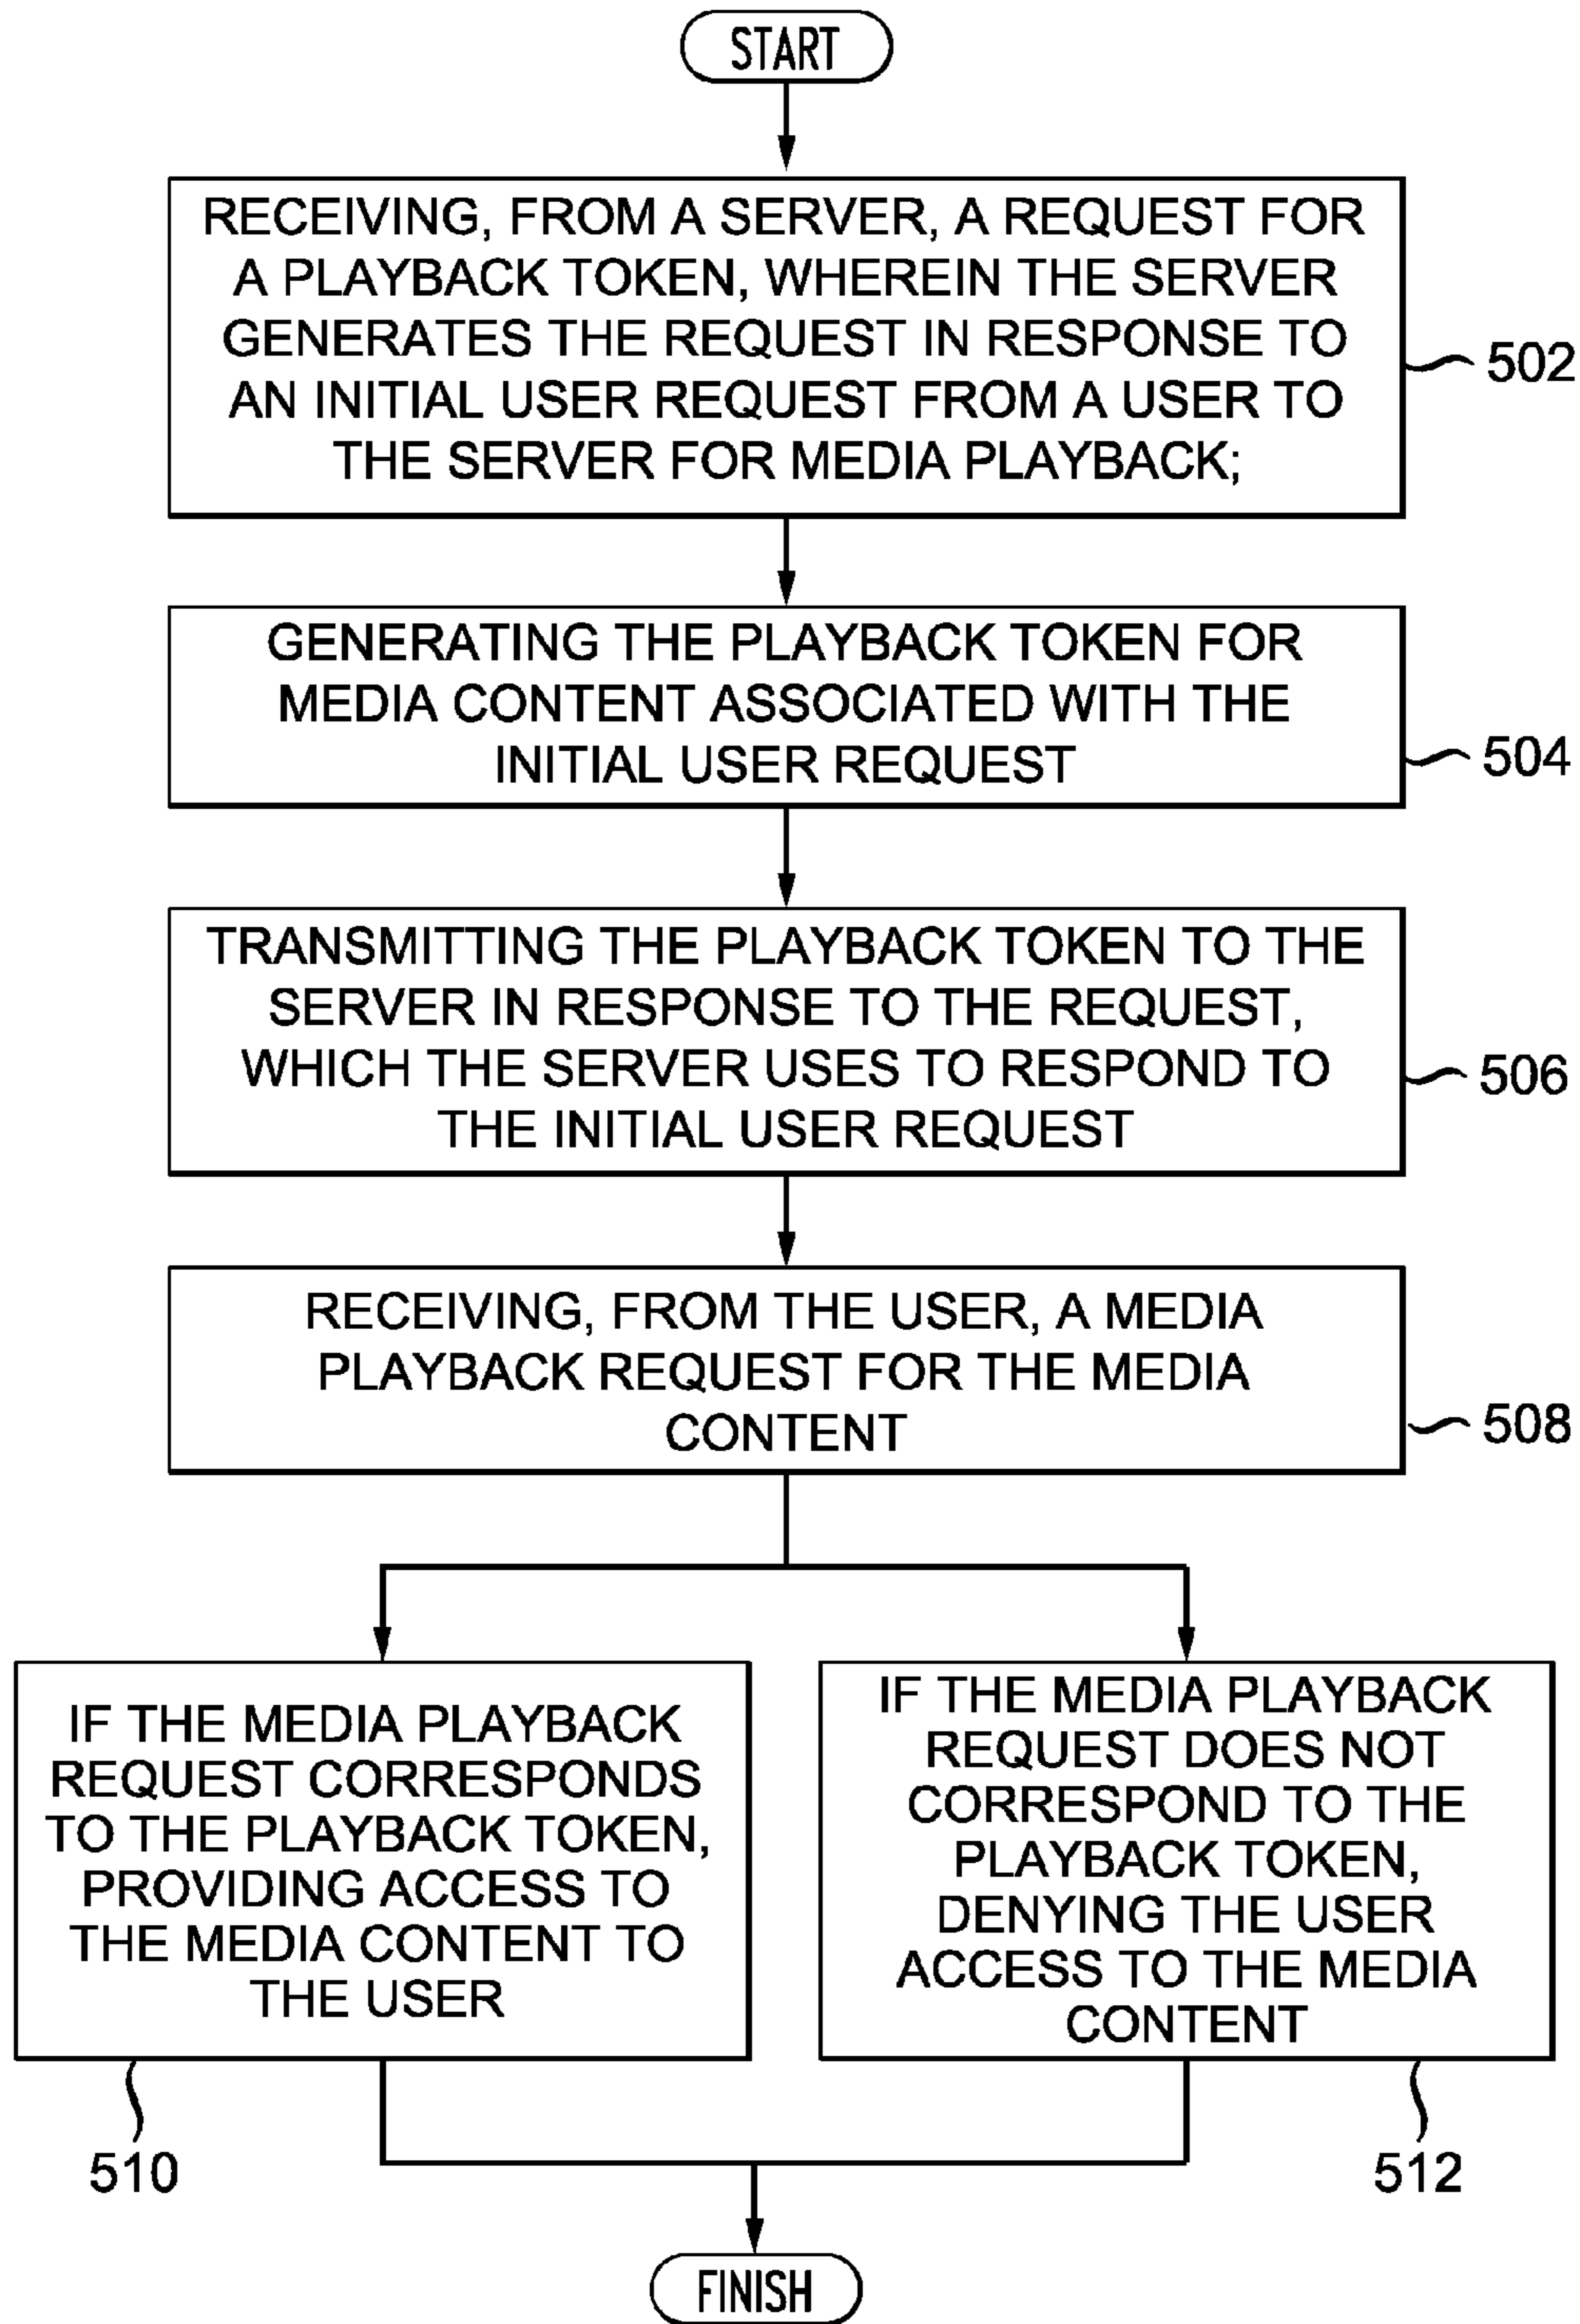 START
RECEIVING, FROM A SERVER, A REQUEST FOR
A PLAYBACK TOKEN, WHEREIN THE SERVER
GENERATES THE REQUEST IN RESPONSE TO
AN INITIAL USER REQUEST FROM A USER TO
THE SERVER FOR MEDIA PLAYBACK;
502
GENERATING THE PLAYBACK TOKEN FOR
MEDIA CONTENT ASSOCIATED WITH THE
INITIAL USER REQUEST
504
TRANSMITTING THE PLAYBACK TOKEN TO THE
SERVER IN RESPONSE TO THE REQUEST,
WHICH THE SERVER USES TO RESPOND TO
THE INITIAL USER REQUEST
506
RECEIVING, FROM THE USER, A MEDIA
PLAYBACK REQUEST FOR THE MEDIA
CONTENT
508
IF THE MEDIA PLAYBACK
REQUEST CORRESPONDS
TO THE PLAYBACK TOKEN,
PROVIDING ACCESS TO
THE MEDIA CONTENT TO
THE USER
510
IF THE MEDIA PLAYBACK
REQUEST DOES NOT
CORRESPOND TO THE
PLAYBACK TOKEN,
DENYING THE USER
ACCESS TO THE MEDIA
CONTENT
512
FINISH